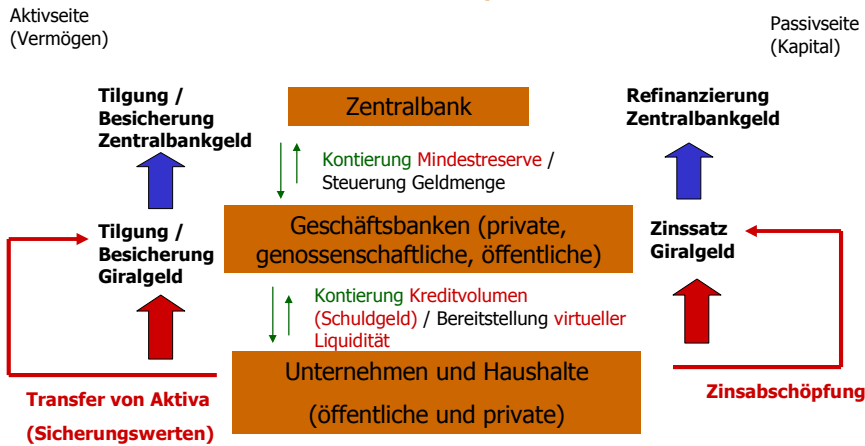 Aktivseite
(Vermögen)
Passivseite
(Kapital)
Tilgung /
Besicherung
Zentralbankgeld
Zentralbank
Refinanzierung
Zentralbankgeld
Kontierung Mindestreserve /
Steuerung Geldmenge
Tilgung /
Besicherung
Giralgeld
Geschäftsbanken (private,
genossenschaftliche, öffentliche)
Zinssatz
Giralgeld
Kontierung Kreditvolumen
(Schuldgeld) / Bereitstellung virtueller
Liquidität
Transfer von Aktiva
(Sicherungswerten)
Unternehmen und Haushalte
(öffentliche und private)
Zinsabschöpfung